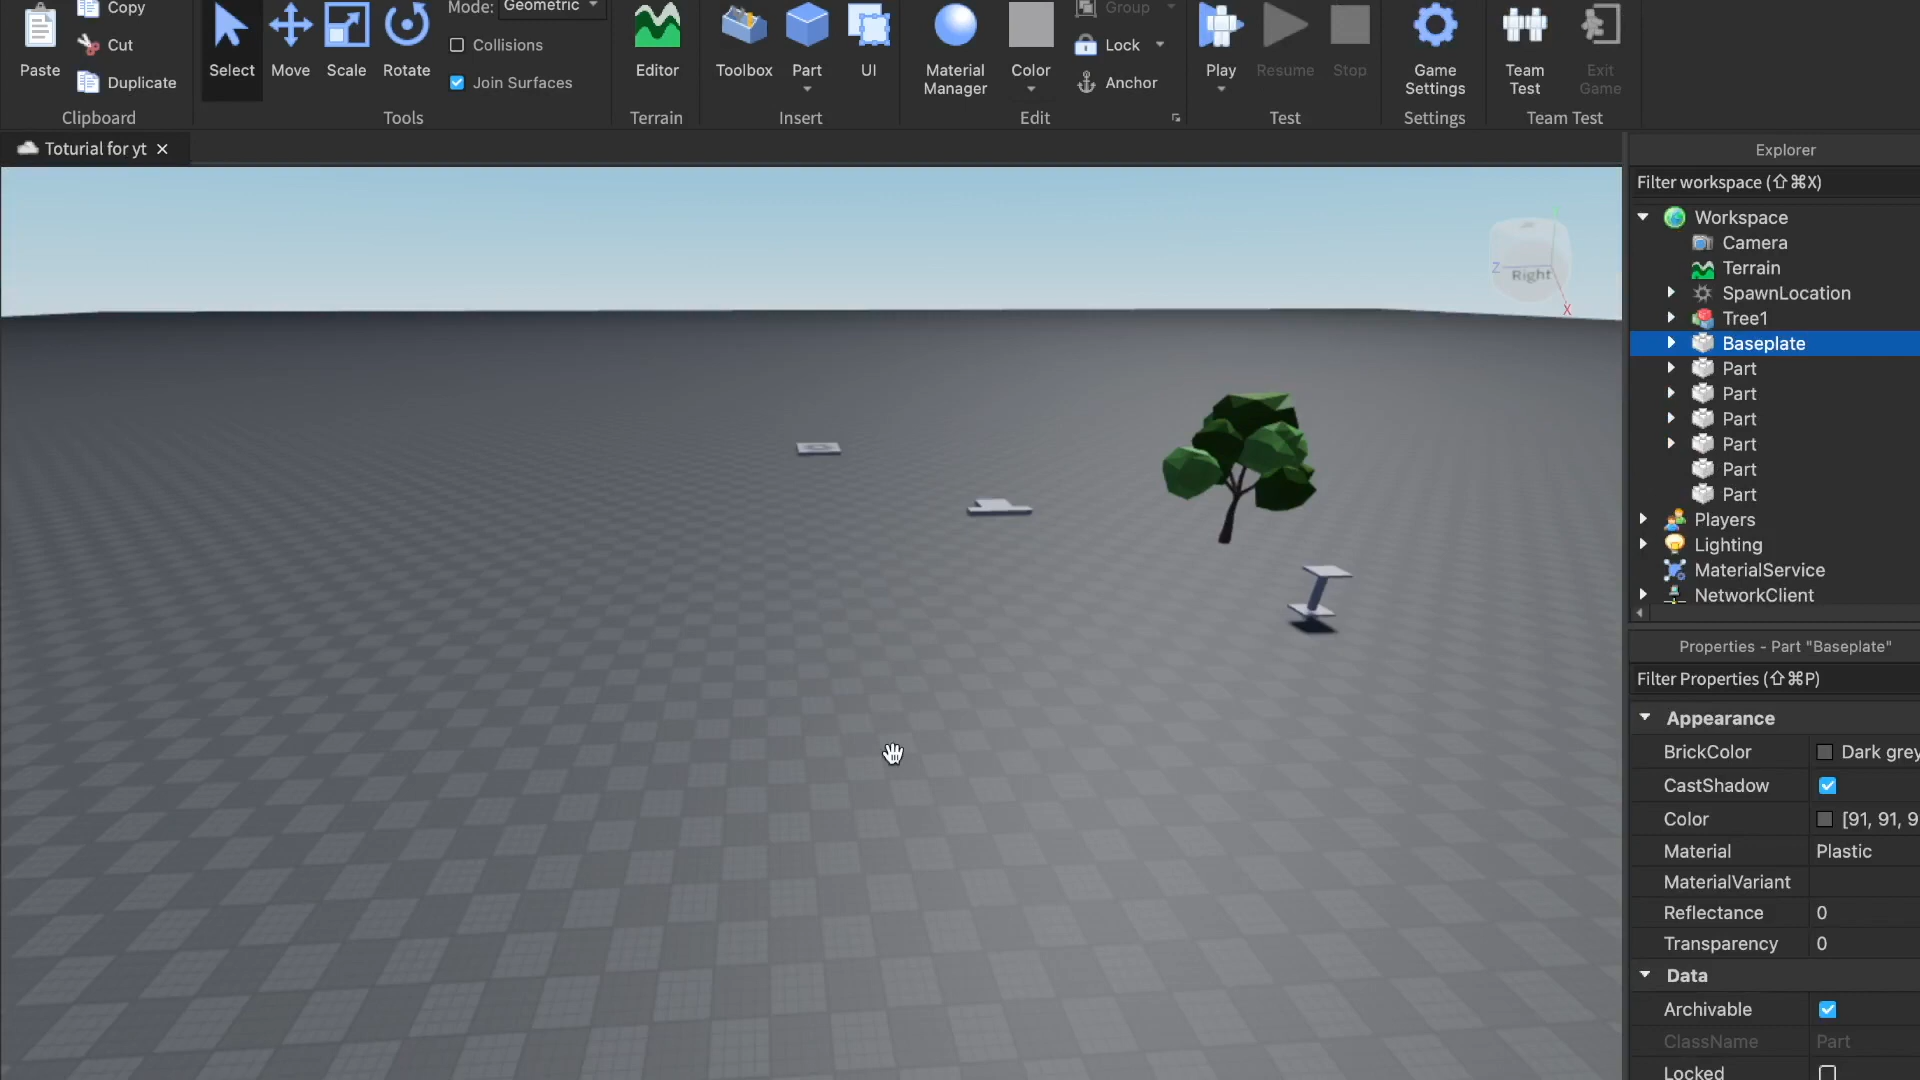 Copy
Cut
Duplicate
Paste
Clipboard
Select
Move
Scale
Rotate
Mode: Geometric
Collisions
Join Surfaces
Tools
Editor
Terrain
Toolbox
Part
UI
Insert
Material
Manager
Color
Group
Lock
Anchor
Edit
Play
Resume
Stop
Test
Game
Settings
Settings
Team
Test
Exit
Game
Team Test
Toturial for yt
Right
Z
X
Explorer
Filter workspace (⇧⌘X)
Workspace
Camera
Terrain
SpawnLocation
Tree1
Baseplate
Part
Part
Part
Part
Part
Part
Players
Lighting
MaterialService
NetworkClient
Properties - Part "Baseplate"
Filter Properties (⇧⌘P)
Appearance
BrickColor Dark grey
CastShadow
Color [91, 91, 9
Material Plastic
MaterialVariant
Reflectance 0
Transparency 0
Data
Archivable
ClassName Part
Locked